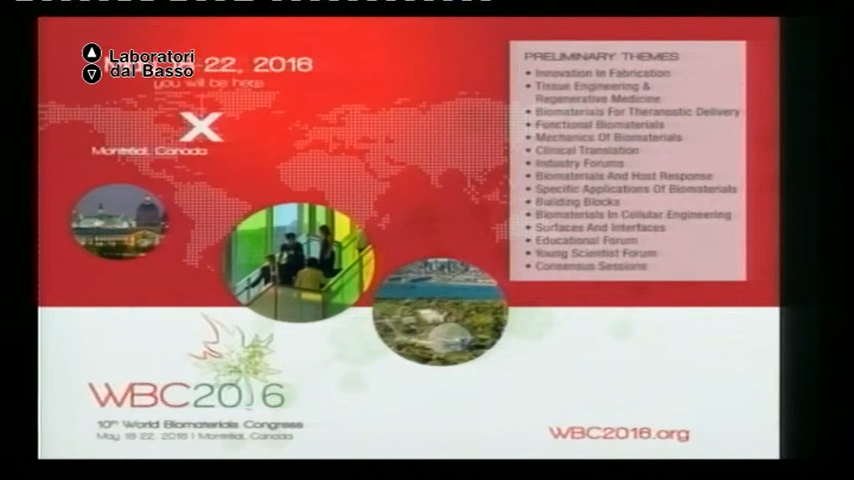 Laboratori
dal Basso
-22, 2016
you will be here
X
Montréal, Canada
PRELIMINARY THEMES
• Innovation In Fabrication
• Tissue Engineering &
Regenerative Medicine
• Biomaterials For Theranostic Delivery
• Functional Biomaterials
• Mechanics Of Biomaterials
• Clinical Translation
• Industry Forums
• Biomaterials And Host Response
• Specific Applications Of Biomaterials
• Building Blocks
• Biomaterials In Cellular Engineering
• Surfaces And Interfaces
• Educational Forum
• Young Scientist Forum
• Consensus Sessions
WBC2016
10th World Biomaterials Congress
May 18-22, 2016 | Montréal, Canada
WBC2016.org